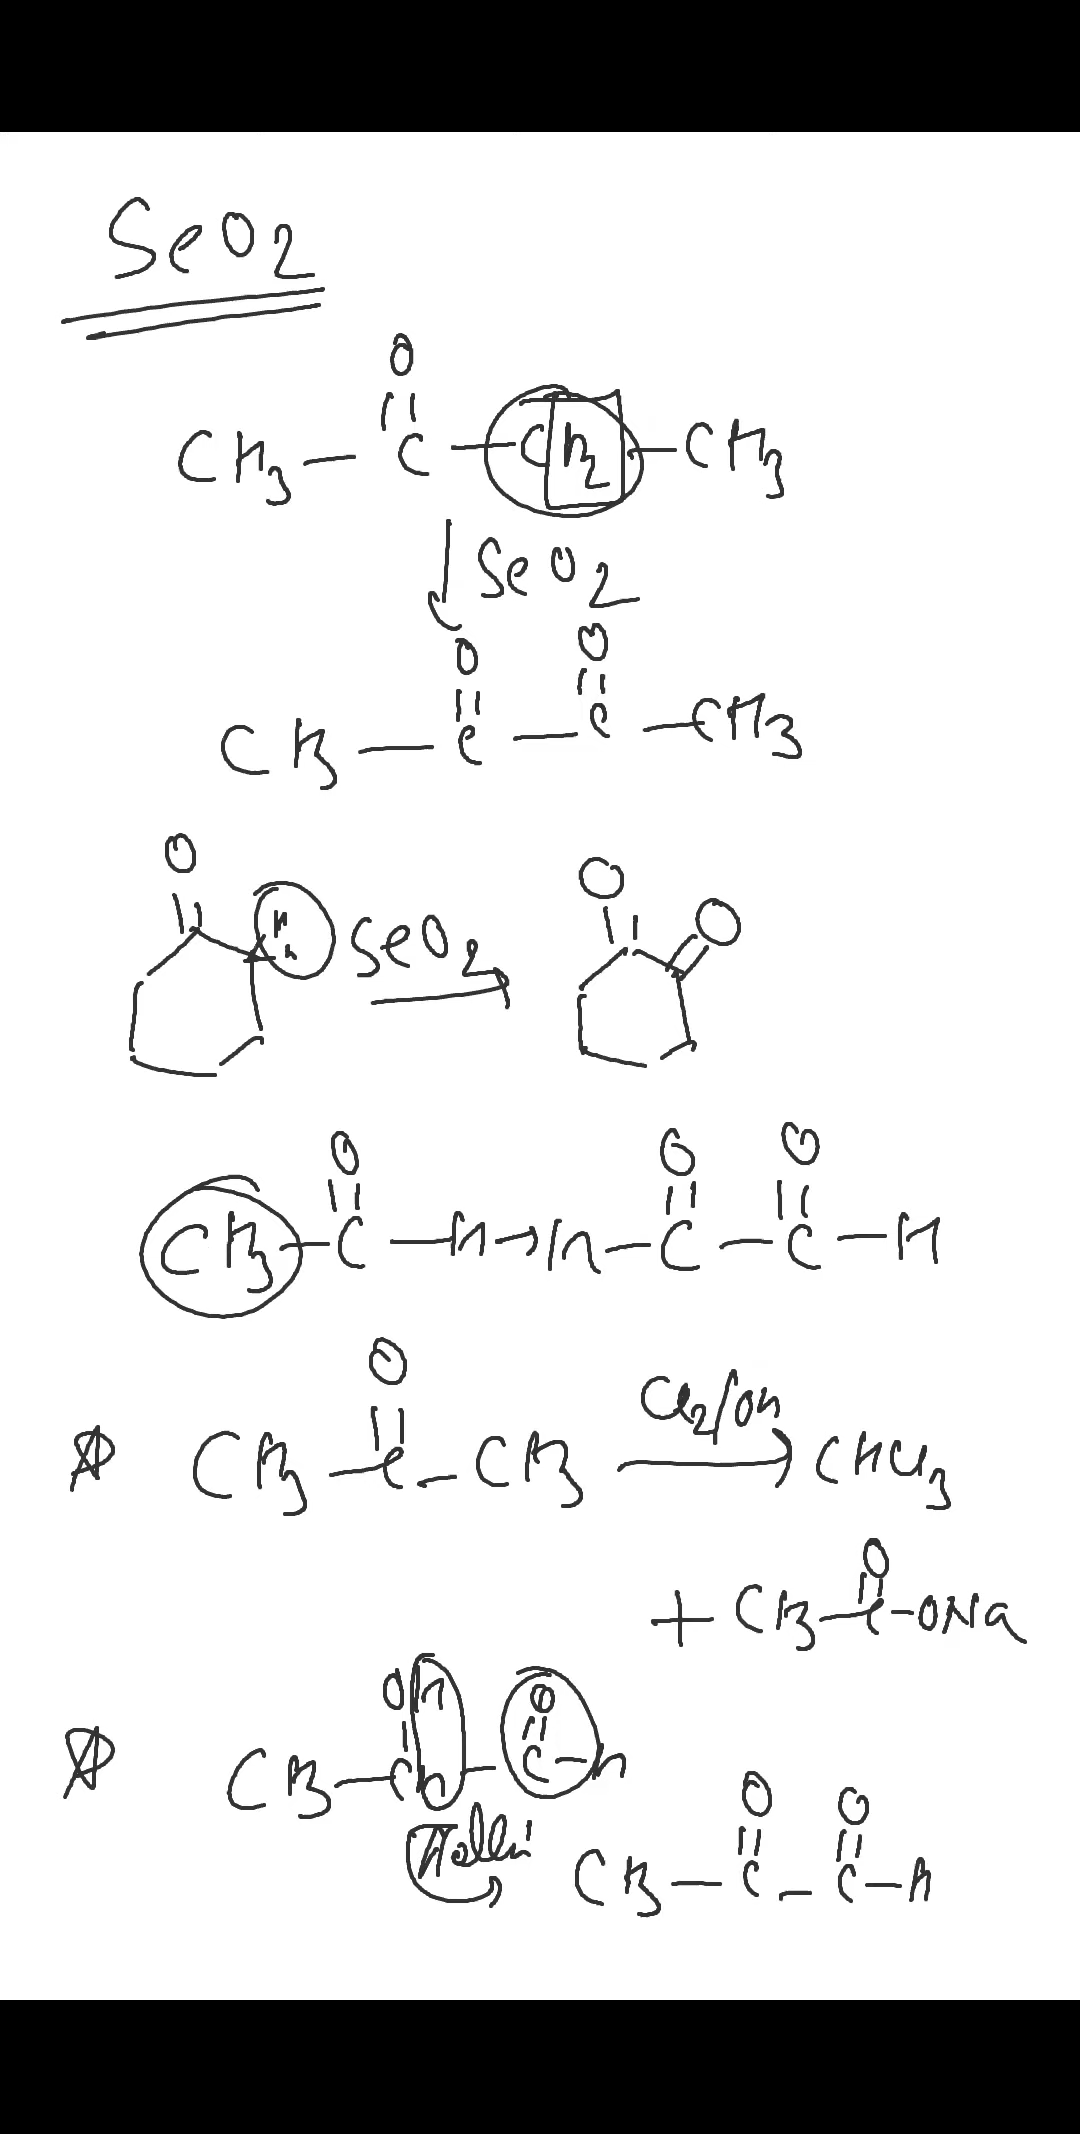 SeO2
O
CH3 — C — CH2 — CH3
SeO2
O O
CH3 — C — C — CH3
O H H SeO2 O O
O O O
CH3 — C — H → H — C — C — H
O
CH3 — C — CH3 Cl2/OH CHCl3
O
+ CH3 — C — ONa
OH O
CH3 — CH — C — H
O O
CH3 — C — C — H